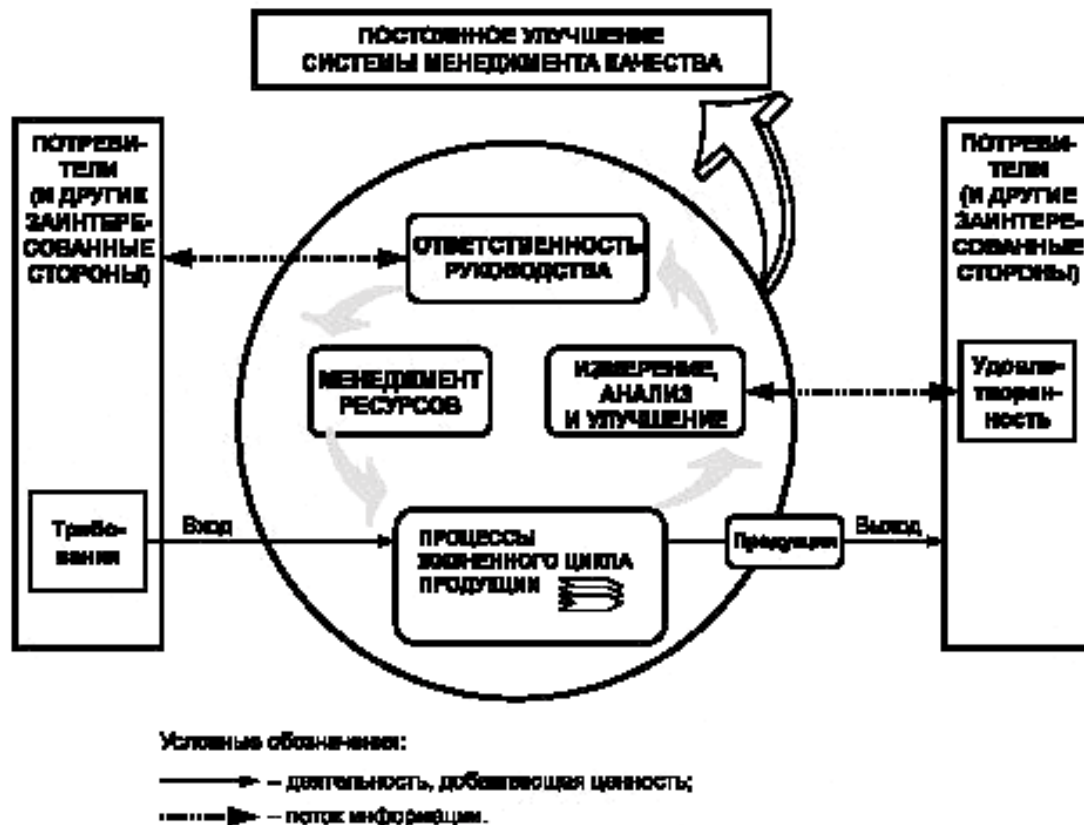 ПОСТОЯННОЕ УЛУЧШЕНИЕ
СИСТЕМЫ МЕНЕДЖМЕНТА КАЧЕСТВА
ПОТРЕБИ-
ТЕЛИ
(И ДРУГИЕ
ЗАИНТЕРЕ-
СОВАННЫЕ
СТОРОНЫ)
Требо-
вания
Вход
ОТВЕТСТВЕННОСТЬ
РУКОВОДСТВА
МЕНЕДЖМЕНТ
РЕСУРСОВ
ИЗМЕРЕНИЕ,
АНАЛИЗ
И УЛУЧШЕНИЕ
ПРОЦЕССЫ
ЖИЗНЕННОГО ЦИКЛА
ПРОДУКЦИИ
Продукция
Выход
ПОТРЕБИ-
ТЕЛИ
(И ДРУГИЕ
ЗАИНТЕРЕ-
СОВАННЫЕ
СТОРОНЫ)
Удовле-
творен-
ность
Условные обозначения:
– деятельность, добавляющая ценность;
– поток информации.